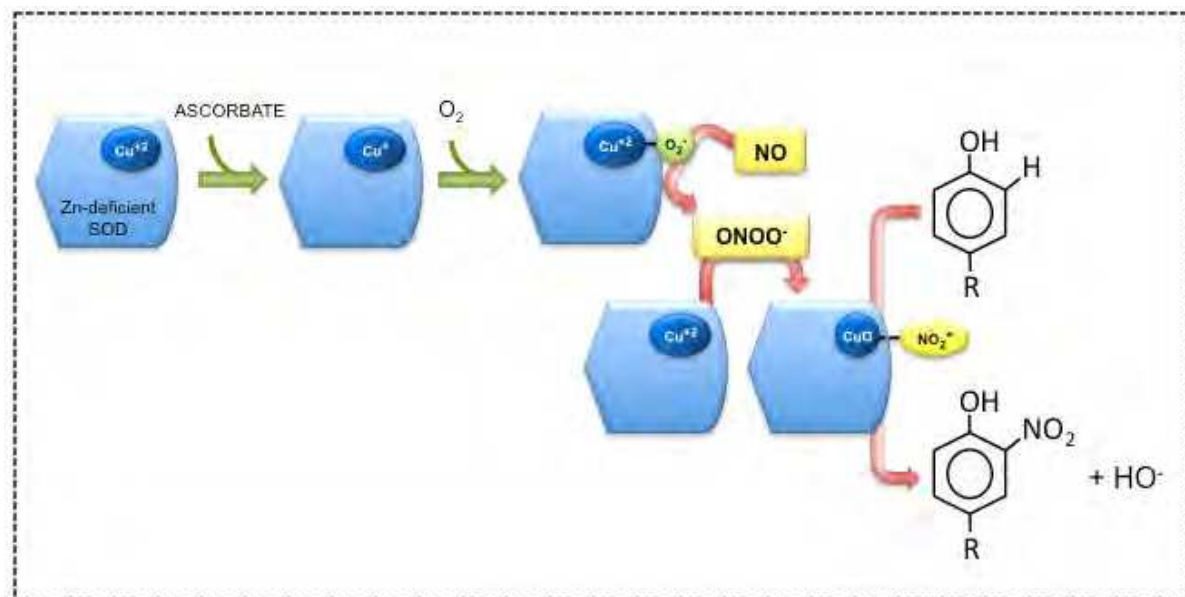 ASCORBATE
O₂
Cu⁺²
Zn-deficient
SOD
Cu⁺
Cu⁺²
O₂⁻
NO
ONOO⁻
OH
H
R
Cu⁺²
CuO
NO₂⁺
OH
NO₂
R
+ HO⁻